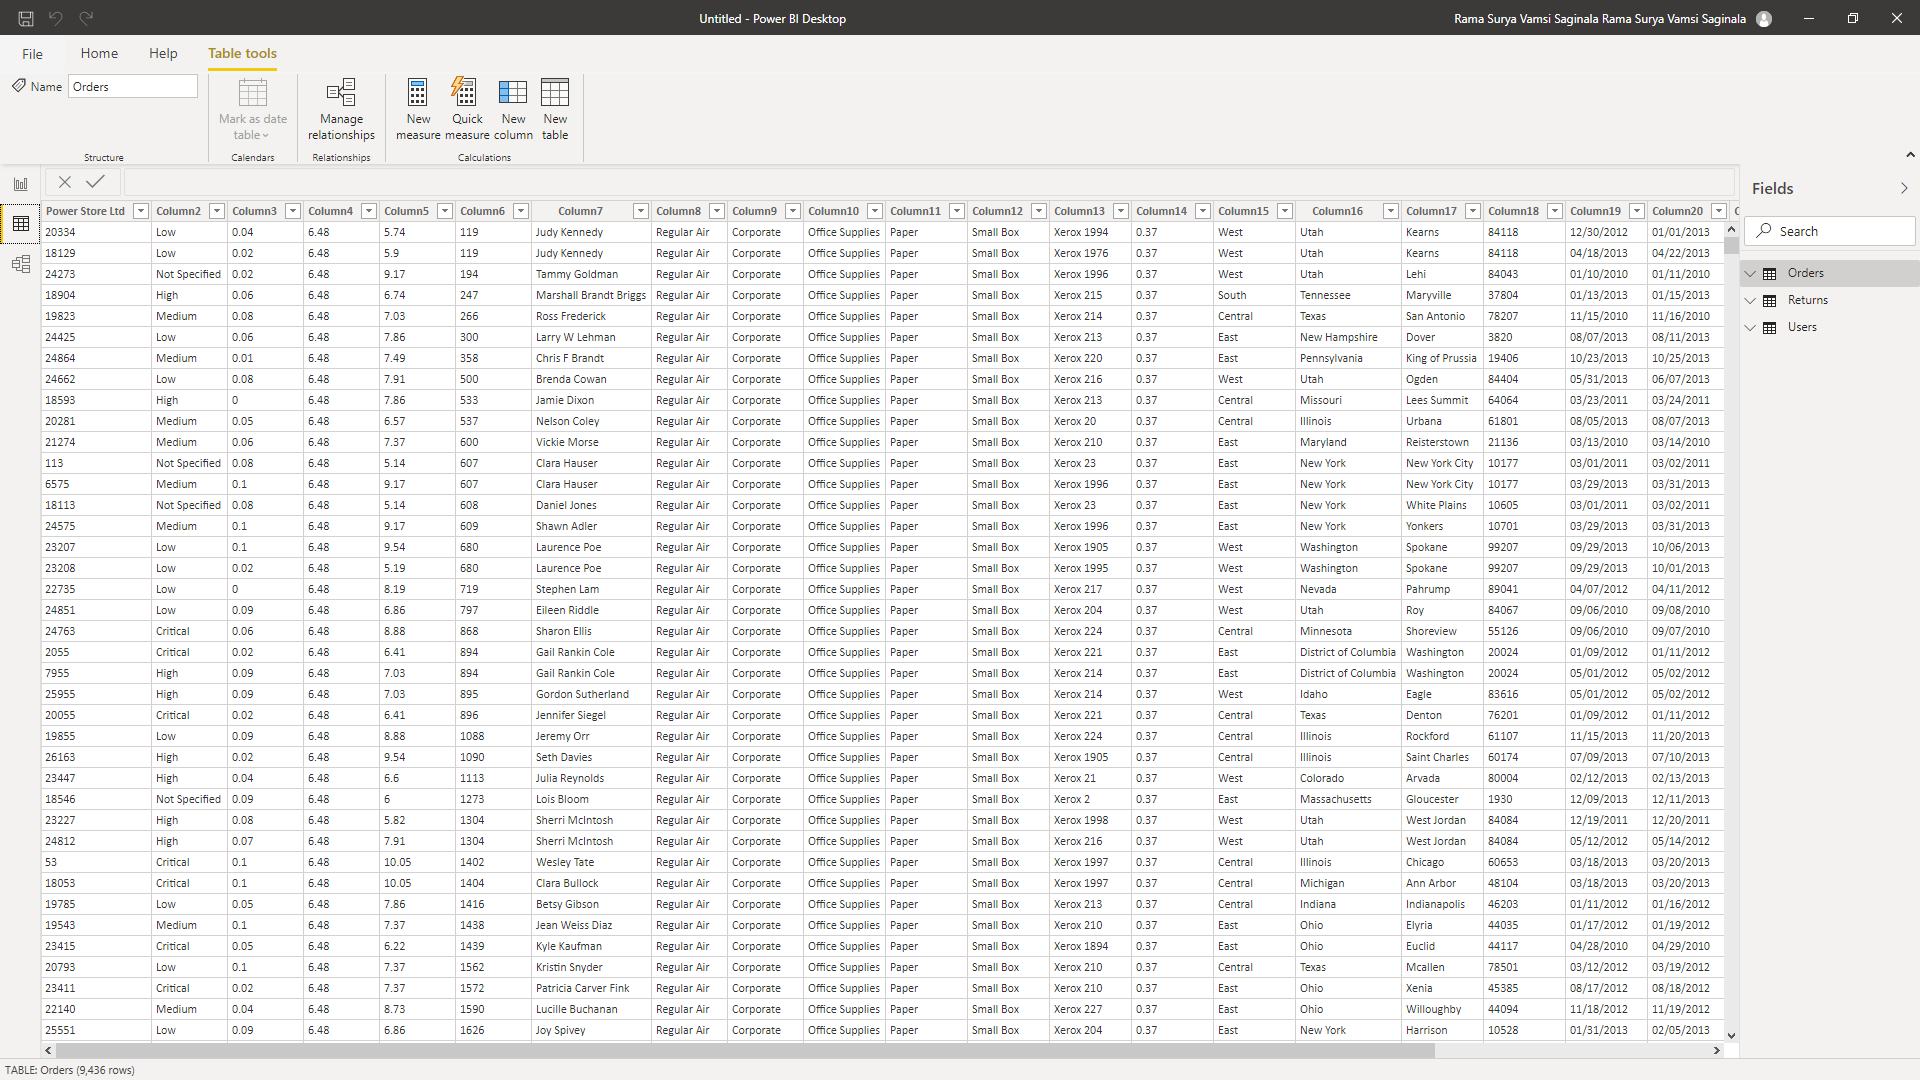 Untitled - Power BI Desktop
Rama Surya Vamsi Saginala Rama Surya Vamsi Saginala
File Home Help Table tools
Name Orders
Mark as date table
Manage relationships
New measure
Quick measure
New column
New table
Structure Calendars Relationships Calculations
Power Store Ltd Column2 Column3 Column4 Column5 Column6 Column7 Column8 Column9 Column10 Column11 Column12 Column13 Column14 Column15 Column16 Column17 Column18 Column19 Column20
20334 Low 0.04 6.48 5.74 119 Judy Kennedy Regular Air Corporate Office Supplies Paper Small Box Xerox 1994 0.37 West Utah Kearns 84118 12/30/2012 01/01/2013
18129 Low 0.02 6.48 5.9 119 Judy Kennedy Regular Air Corporate Office Supplies Paper Small Box Xerox 1976 0.37 West Utah Kearns 84118 04/18/2013 04/22/2013
24273 Not Specified 0.02 6.48 9.17 194 Tammy Goldman Regular Air Corporate Office Supplies Paper Small Box Xerox 1996 0.37 West Utah Lehi 84043 01/10/2010 01/11/2010
18904 High 0.06 6.48 6.74 247 Marshall Brandt Briggs Regular Air Corporate Office Supplies Paper Small Box Xerox 215 0.37 South Tennessee Maryville 37804 01/13/2013 01/15/2013
19823 Medium 0.08 6.48 7.03 266 Ross Frederick Regular Air Corporate Office Supplies Paper Small Box Xerox 214 0.37 Central Texas San Antonio 78207 11/15/2010 11/16/2010
24425 Low 0.06 6.48 7.86 300 Larry W Lehman Regular Air Corporate Office Supplies Paper Small Box Xerox 213 0.37 East New Hampshire Dover 3820 08/07/2013 08/11/2013
24864 Medium 0.01 6.48 7.49 358 Chris F Brandt Regular Air Corporate Office Supplies Paper Small Box Xerox 220 0.37 East Pennsylvania King of Prussia 19406 10/23/2013 10/25/2013
24662 Low 0.08 6.48 7.91 500 Brenda Cowan Regular Air Corporate Office Supplies Paper Small Box Xerox 216 0.37 West Utah Ogden 84404 05/31/2013 06/07/2013
18593 High 0 6.48 7.86 533 Jamie Dixon Regular Air Corporate Office Supplies Paper Small Box Xerox 213 0.37 Central Missouri Lees Summit 64064 03/23/2011 03/24/2011
20281 Medium 0.05 6.48 6.57 537 Nelson Coley Regular Air Corporate Office Supplies Paper Small Box Xerox 20 0.37 Central Illinois Urbana 61801 08/05/2013 08/07/2013
21274 Medium 0.06 6.48 7.37 600 Vickie Morse Regular Air Corporate Office Supplies Paper Small Box Xerox 210 0.37 East Maryland Reisterstown 21136 03/13/2010 03/14/2010
113 Not Specified 0.08 6.48 5.14 607 Clara Hauser Regular Air Corporate Office Supplies Paper Small Box Xerox 23 0.37 East New York New York City 10177 03/01/2011 03/02/2011
6575 Medium 0.1 6.48 9.17 607 Clara Hauser Regular Air Corporate Office Supplies Paper Small Box Xerox 1996 0.37 East New York New York City 10177 03/29/2013 03/31/2013
18113 Not Specified 0.08 6.48 5.14 608 Daniel Jones Regular Air Corporate Office Supplies Paper Small Box Xerox 23 0.37 East New York White Plains 10605 03/01/2011 03/02/2011
24575 Medium 0.1 6.48 9.17 609 Shawn Adler Regular Air Corporate Office Supplies Paper Small Box Xerox 1996 0.37 East New York Yonkers 10701 03/29/2013 03/31/2013
23207 Low 0.1 6.48 9.54 680 Laurence Poe Regular Air Corporate Office Supplies Paper Small Box Xerox 1905 0.37 West Washington Spokane 99207 09/29/2013 10/06/2013
23208 Low 0.02 6.48 5.19 680 Laurence Poe Regular Air Corporate Office Supplies Paper Small Box Xerox 1995 0.37 West Washington Spokane 99207 09/29/2013 10/01/2013
22735 Low 0 6.48 8.19 719 Stephen Lam Regular Air Corporate Office Supplies Paper Small Box Xerox 217 0.37 West Nevada Pahrump 89041 04/07/2012 04/11/2012
24851 Low 0.09 6.48 6.86 797 Eileen Riddle Regular Air Corporate Office Supplies Paper Small Box Xerox 204 0.37 West Utah Roy 84067 09/06/2010 09/08/2010
24763 Critical 0.06 6.48 8.88 868 Sharon Ellis Regular Air Corporate Office Supplies Paper Small Box Xerox 224 0.37 Central Minnesota Shoreview 55126 09/06/2010 09/07/2010
2055 Critical 0.02 6.48 6.41 894 Gail Rankin Cole Regular Air Corporate Office Supplies Paper Small Box Xerox 221 0.37 East District of Columbia Washington 20024 01/09/2012 01/11/2012
7955 High 0.09 6.48 7.03 894 Gail Rankin Cole Regular Air Corporate Office Supplies Paper Small Box Xerox 214 0.37 East District of Columbia Washington 20024 05/01/2012 05/02/2012
25955 High 0.09 6.48 7.03 895 Gordon Sutherland Regular Air Corporate Office Supplies Paper Small Box Xerox 214 0.37 West Idaho Eagle 83616 05/01/2012 05/02/2012
20055 Critical 0.02 6.48 6.41 896 Jennifer Siegel Regular Air Corporate Office Supplies Paper Small Box Xerox 221 0.37 Central Texas Denton 76201 01/09/2012 01/11/2012
19855 Low 0.09 6.48 8.88 1088 Jeremy Orr Regular Air Corporate Office Supplies Paper Small Box Xerox 224 0.37 Central Illinois Rockford 61107 11/15/2013 11/20/2013
26163 High 0.02 6.48 9.54 1090 Seth Davies Regular Air Corporate Office Supplies Paper Small Box Xerox 1905 0.37 Central Illinois Saint Charles 60174 07/09/2013 07/10/2013
23447 High 0.04 6.48 6.6 1113 Julia Reynolds Regular Air Corporate Office Supplies Paper Small Box Xerox 21 0.37 West Colorado Arvada 80004 02/12/2013 02/13/2013
18546 Not Specified 0.09 6.48 6 1273 Lois Bloom Regular Air Corporate Office Supplies Paper Small Box Xerox 2 0.37 East Massachusetts Gloucester 1930 12/09/2013 12/11/2013
23227 High 0.08 6.48 5.82 1304 Sherri McIntosh Regular Air Corporate Office Supplies Paper Small Box Xerox 1998 0.37 West Utah West Jordan 84084 12/19/2011 12/20/2011
24812 High 0.07 6.48 7.91 1304 Sherri McIntosh Regular Air Corporate Office Supplies Paper Small Box Xerox 216 0.37 West Utah West Jordan 84084 05/12/2012 05/14/2012
53 Critical 0.1 6.48 10.05 1402 Wesley Tate Regular Air Corporate Office Supplies Paper Small Box Xerox 1997 0.37 Central Illinois Chicago 60653 03/18/2013 03/20/2013
18053 Critical 0.1 6.48 10.05 1404 Clara Bullock Regular Air Corporate Office Supplies Paper Small Box Xerox 1997 0.37 Central Michigan Ann Arbor 48104 03/18/2013 03/20/2013
19785 Low 0.05 6.48 7.86 1416 Betsy Gibson Regular Air Corporate Office Supplies Paper Small Box Xerox 213 0.37 Central Indiana Indianapolis 46203 01/11/2012 01/16/2012
19543 Medium 0.1 6.48 7.37 1438 Jean Weiss Diaz Regular Air Corporate Office Supplies Paper Small Box Xerox 210 0.37 East Ohio Elyria 44035 01/17/2012 01/19/2012
23415 Critical 0.05 6.48 6.22 1439 Kyle Kaufman Regular Air Corporate Office Supplies Paper Small Box Xerox 1894 0.37 East Ohio Euclid 44117 04/28/2010 04/29/2010
20793 Low 0.1 6.48 7.37 1562 Kristin Snyder Regular Air Corporate Office Supplies Paper Small Box Xerox 210 0.37 Central Texas Mcallen 78501 03/12/2012 03/19/2012
23411 Critical 0.02 6.48 7.37 1572 Patricia Carver Fink Regular Air Corporate Office Supplies Paper Small Box Xerox 210 0.37 East Ohio Xenia 45385 08/17/2012 08/18/2012
22140 Medium 0.04 6.48 8.73 1590 Lucille Buchanan Regular Air Corporate Office Supplies Paper Small Box Xerox 227 0.37 East Ohio Willoughby 44094 11/18/2012 11/19/2012
25551 Low 0.09 6.48 6.86 1626 Joy Spivey Regular Air Corporate Office Supplies Paper Small Box Xerox 204 0.37 East New York Harrison 10528 01/31/2013 02/05/2013
Fields
Search
Orders
Returns
Users
TABLE: Orders (9,436 rows)